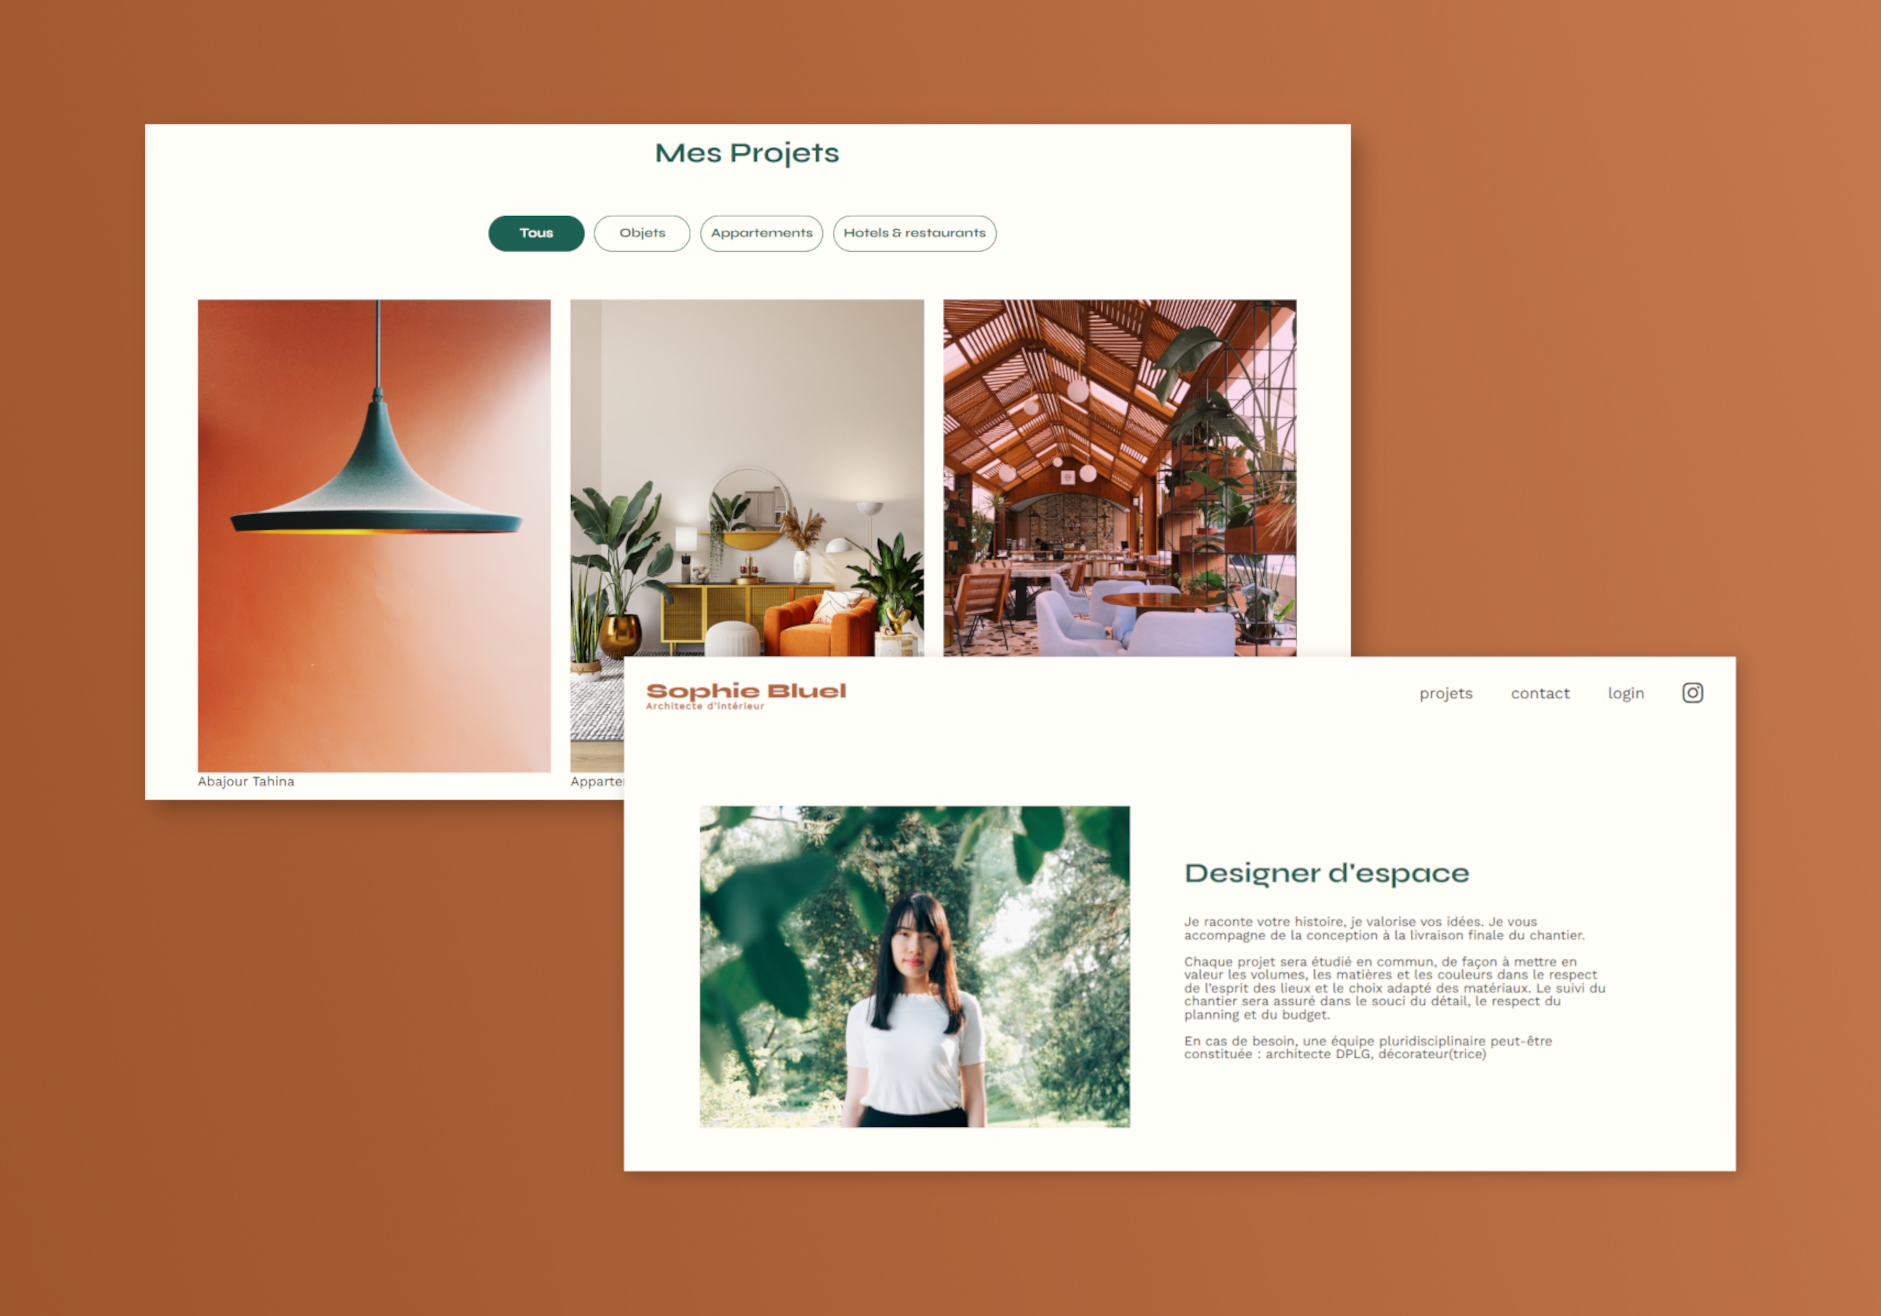 Mes Projets
Tous
Objets
Appartements
Hotels & restaurants
Abajour Tahina
Sophie Bluel
Architecte d'intérieur
projets
contact
login
Designer d'espace
Je raconte votre histoire, je valorise vos idées. Je vous
accompagne de la conception à la livraison finale du chantier.
Chaque projet sera étudié en commun, de façon à mettre en
valeur les volumes, les matières et les couleurs dans le respect
de l'esprit des lieux et le choix adapté des matériaux. Le suivi du
chantier sera assuré dans le souci du détail, le respect du
planning et du budget.
En cas de besoin, une équipe pluridisciplinaire peut-être
constituée : architecte DPLG, décorateur(trice)